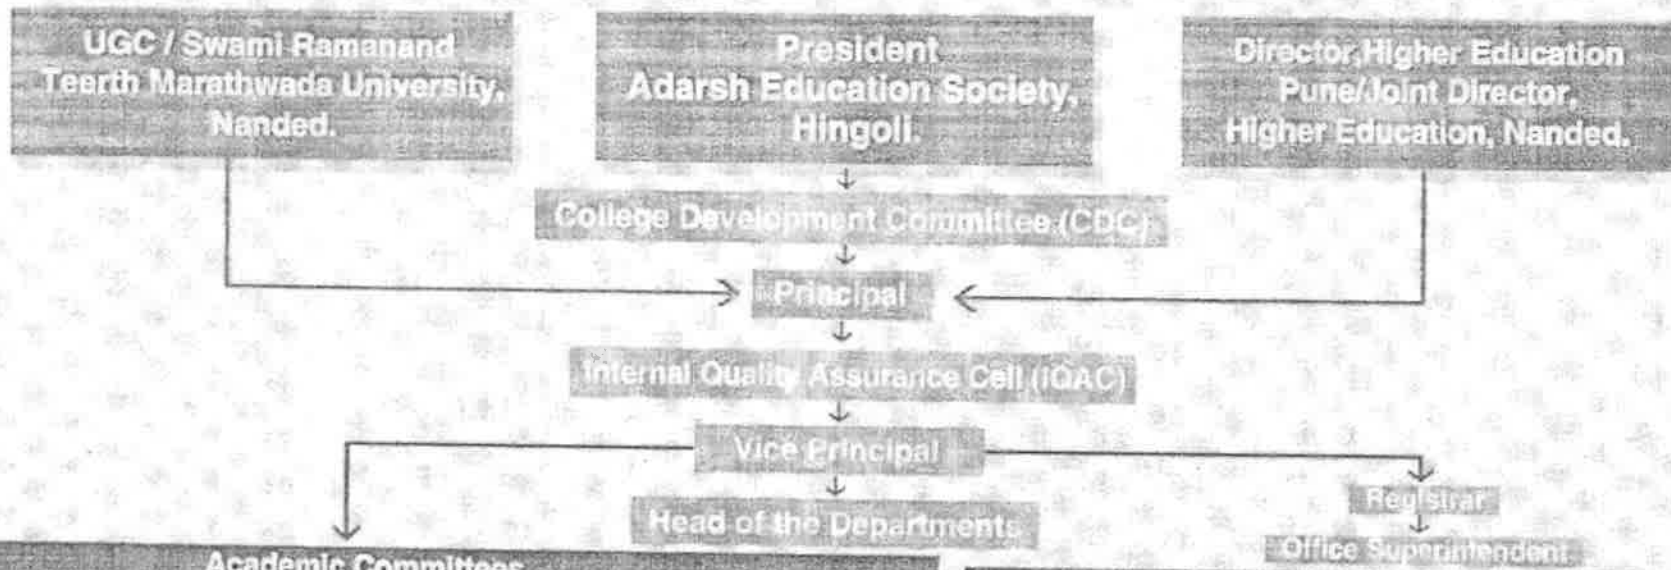 UGC / Swami Ramanand
Teerth Marathwada University,
Nanded.
President
Adarsh Education Society,
Hingoli.
Director,Higher Education
Pune/Joint Director,
Higher Education, Nanded.
College Development Committee (CDC)
Principal
Internal Quality Assurance Cell (IQAC)
Vice Principal
Head of the Departments
Registrar
Office Superintendent
Academic Committees